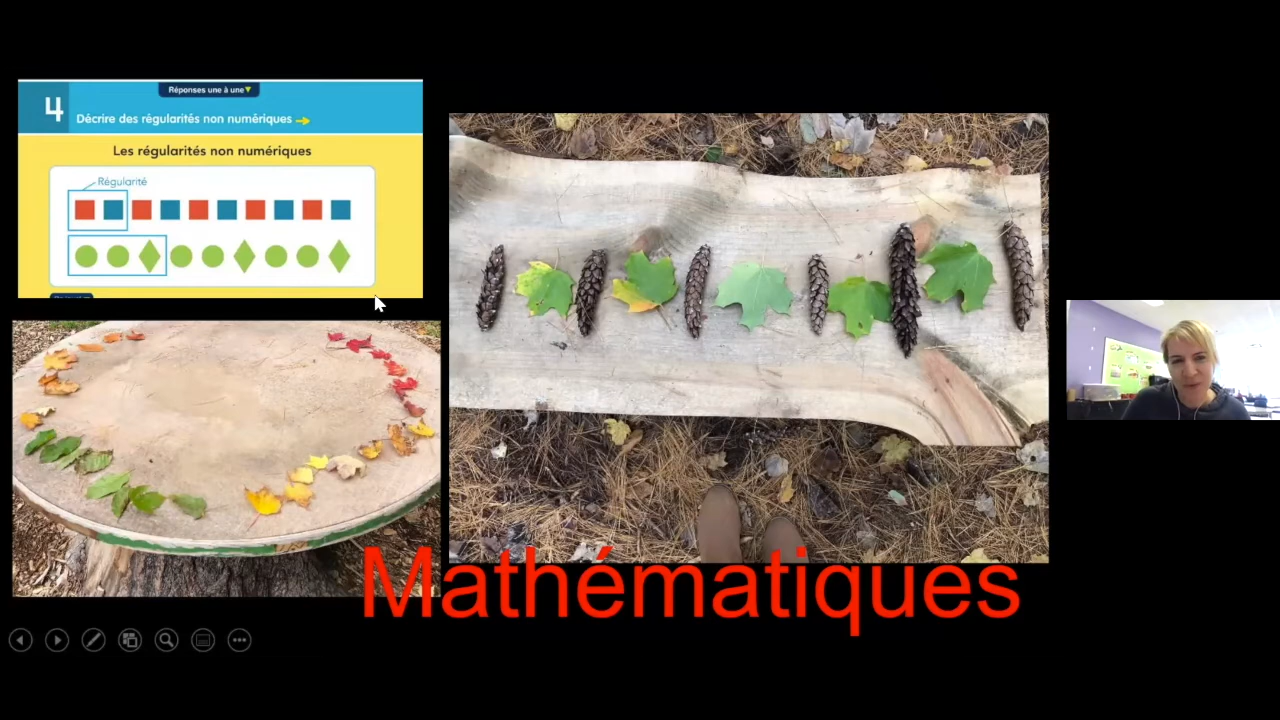 Réponses une à une
4
Décrire des régularités non numériques
Les régularités non numériques
Régularité
Mathématiques